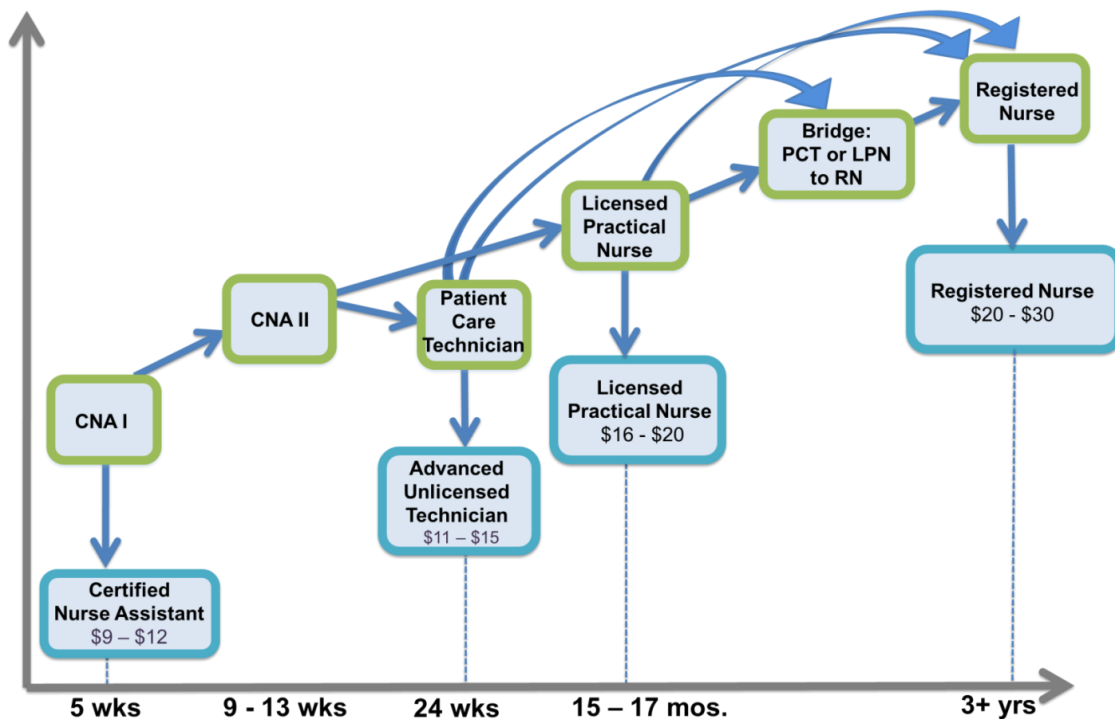 Registered
Nurse
Bridge:
PCT or LPN
to RN
Licensed
Practical
Nurse
CNA II
Patient
Care
Technician
CNA I
Registered Nurse
$20 - $30
Licensed
Practical Nurse
$16 - $20
Advanced
Unlicensed
Technician
$11 – $15
Certified
Nurse Assistant
$9 – $12
5 wks
9 - 13 wks
24 wks
15 – 17 mos.
3+ yrs